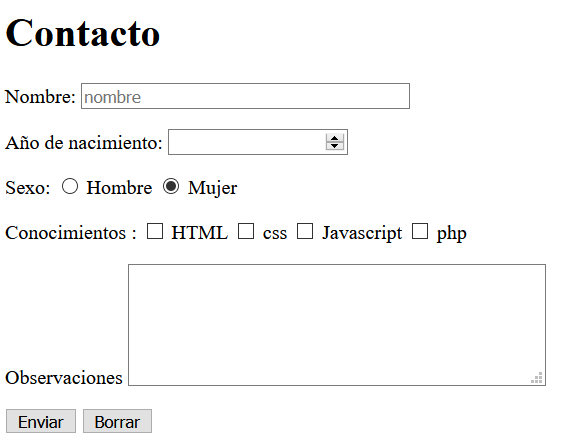 Contacto
Nombre: nombre
Año de nacimiento:
Sexo: Hombre Mujer
Conocimientos : HTML css Javascript php
Observaciones
Enviar Borrar